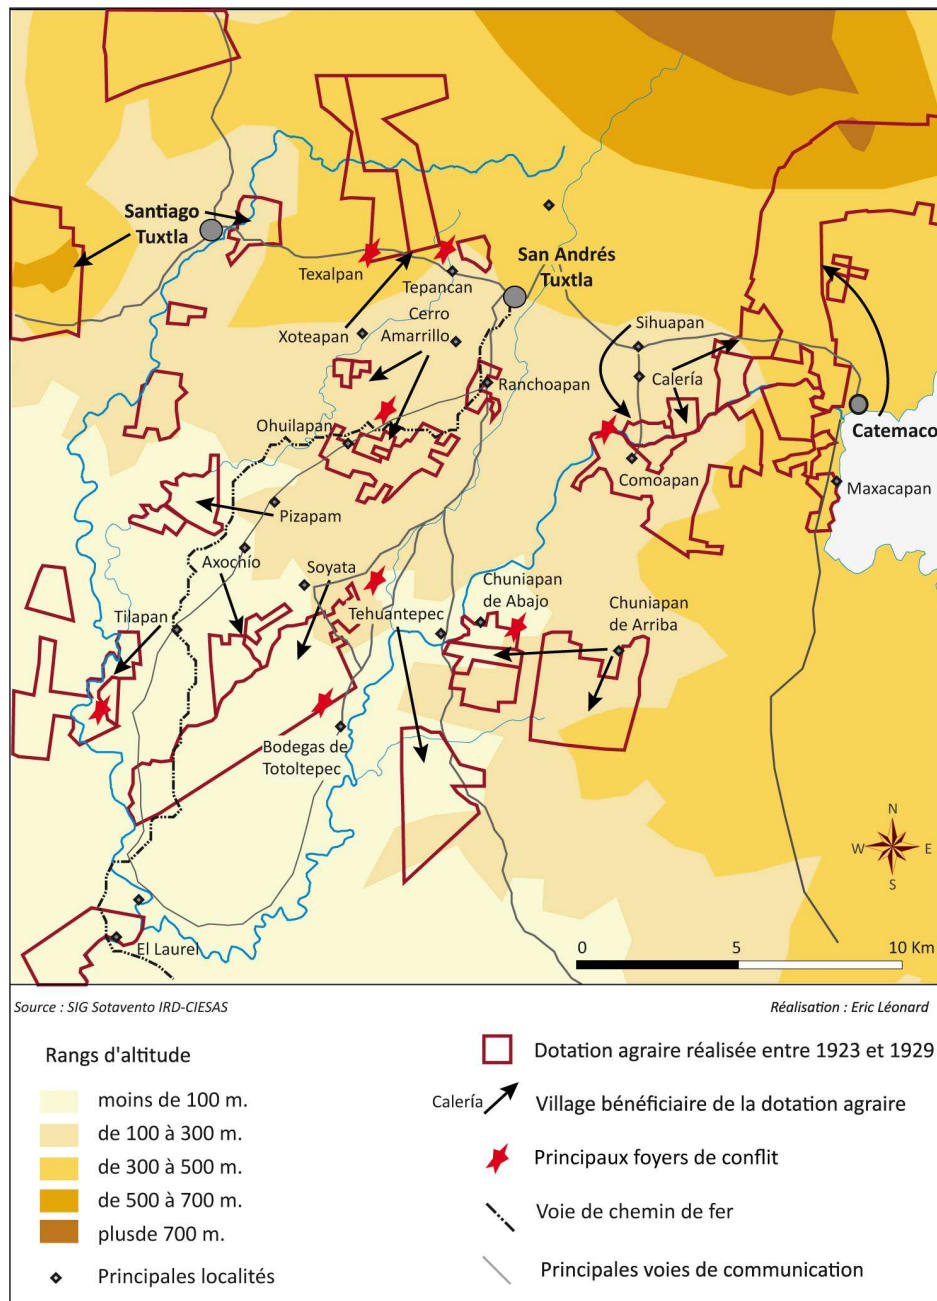 Santiago
Tuxtla
San Andrés
Tuxtla
Texalpan
Tepancan
Cerro
Amarrillo
Xoteapan
Sihuapan
Calería
Ranchoapan
Ohuilapan
Catemaco
Comoapan
Maxacapan
Pizapam
Axochío
Soyata
Tehuantepec
Chuniapan
de Abajo
Chuniapan
de Arriba
Tilapan
Bodegas de
Totoltepec
El Laurel
N
W
E
S
0
5
10 Km
Source : SIG Sotavento IRD-CIESAS
Réalisation : Eric Léonard
Rangs d'altitude
moins de 100 m.
de 100 à 300 m.
de 300 à 500 m.
de 500 à 700 m.
plusde 700 m.
Principales localités
Dotation agraire réalisée entre 1923 et 1929
Calería
Village bénéficiaire de la dotation agraire
Principaux foyers de conflit
Voie de chemin de fer
Principales voies de communication